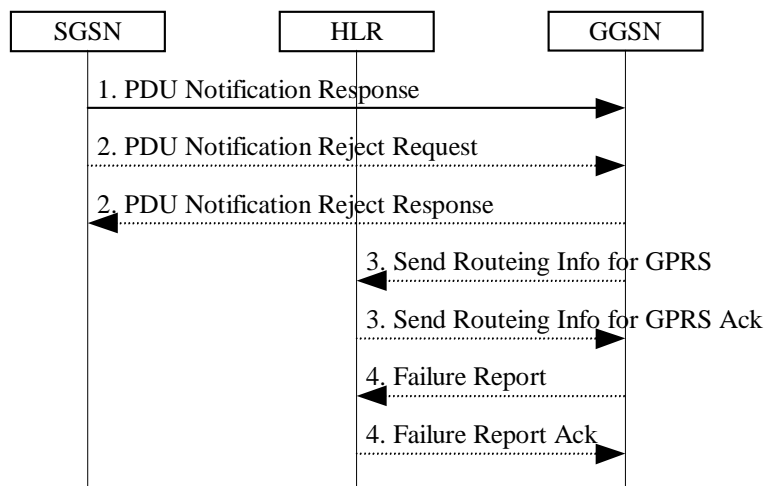 SGSN
HLR
GGSN
1. PDU Notification Response
2. PDU Notification Reject Request
2. PDU Notification Reject Response
3. Send Routeing Info for GPRS
3. Send Routeing Info for GPRS Ack
4. Failure Report
4. Failure Report Ack